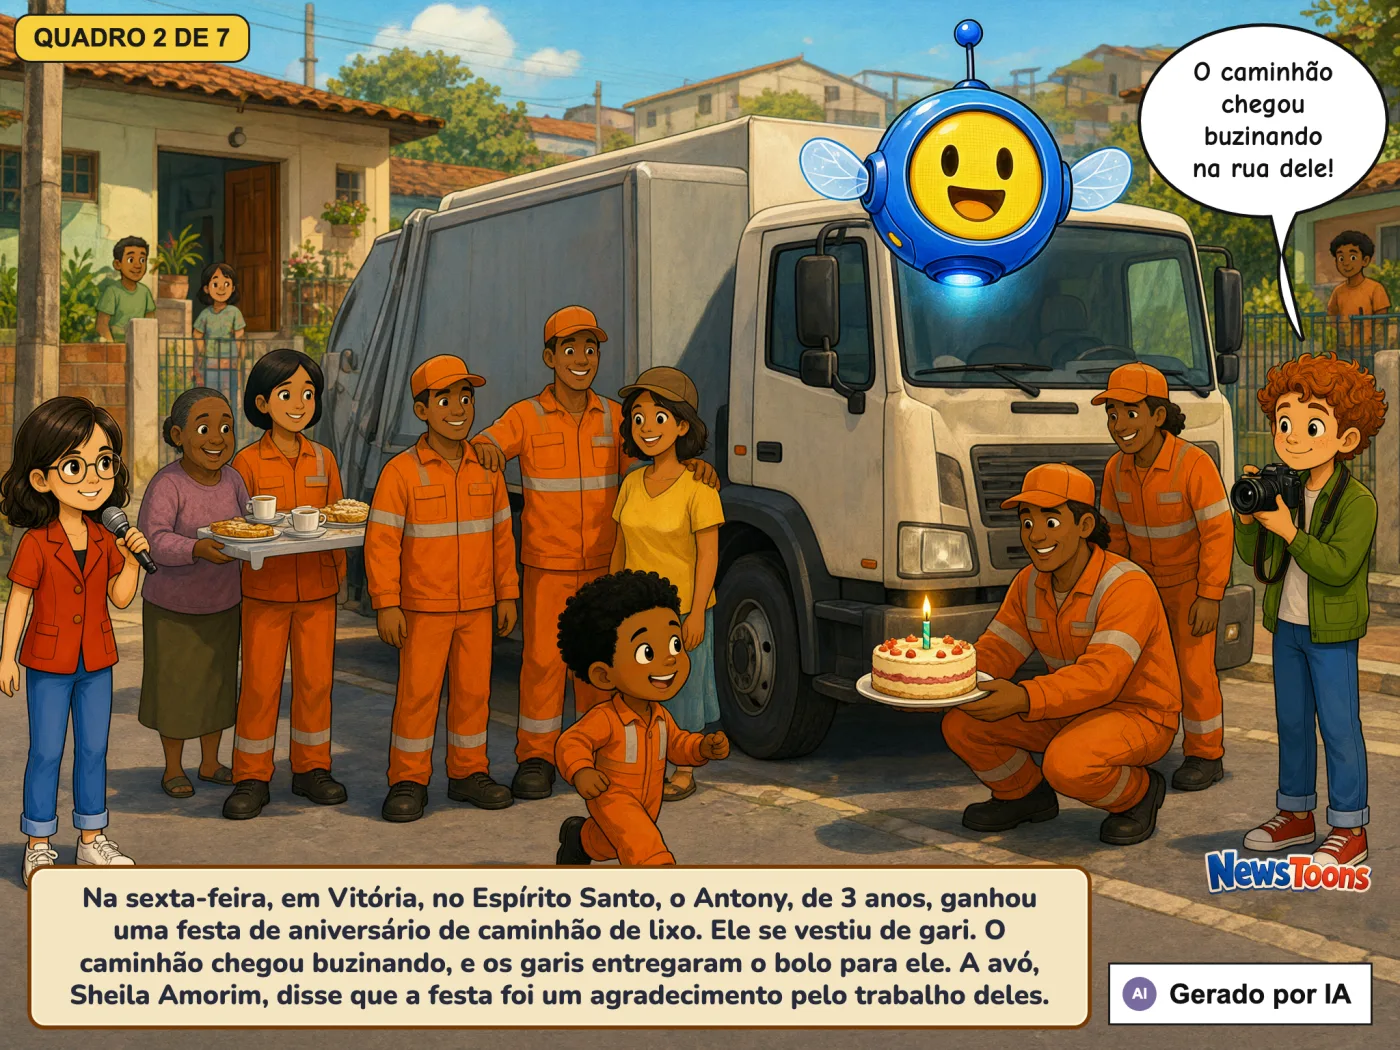 QUADRO 2 DE 7
O caminhão
chegou
buzinando
na rua dele!
NewsToons
Na sexta-feira, em Vitória, no Espírito Santo, o Antony, de 3 anos, ganhou
uma festa de aniversário de caminhão de lixo. Ele se vestiu de gari. O
caminhão chegou buzinando, e os garis entregaram o bolo para ele. A avó,
Sheila Amorim, disse que a festa foi um agradecimento pelo trabalho deles.
AI Gerado por IA